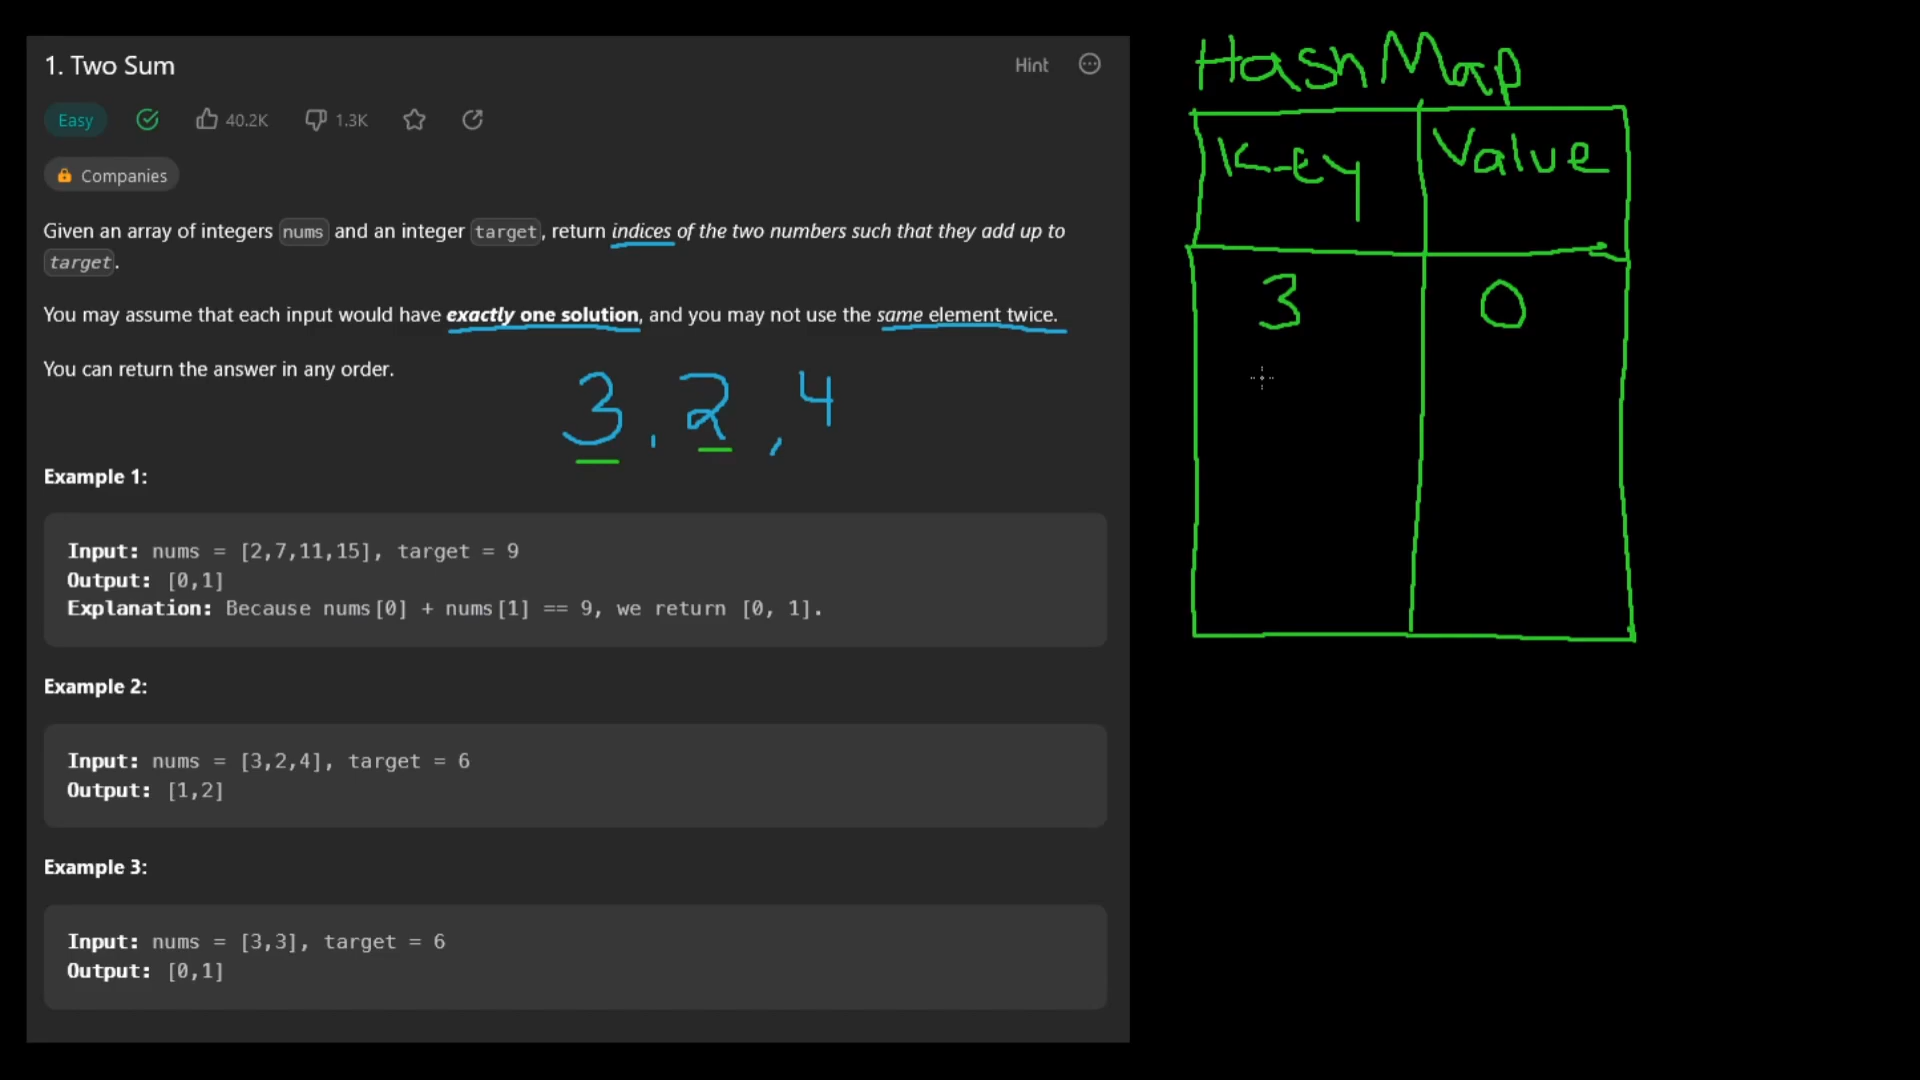 1. Two Sum
Hint
Easy
40.2K
1.3K
Companies
Given an array of integers nums and an integer target, return indices of the two numbers such that they add up to
target.
You may assume that each input would have exactly one solution, and you may not use the same element twice.
You can return the answer in any order.
3, 2, 4
Example 1:
Input: nums = [2,7,11,15], target = 9
Output: [0,1]
Explanation: Because nums[0] + nums[1] == 9, we return [0, 1].
Example 2:
Input: nums = [3,2,4], target = 6
Output: [1,2]
Example 3:
Input: nums = [3,3], target = 6
Output: [0,1]
HashMap
Key Value
3 0